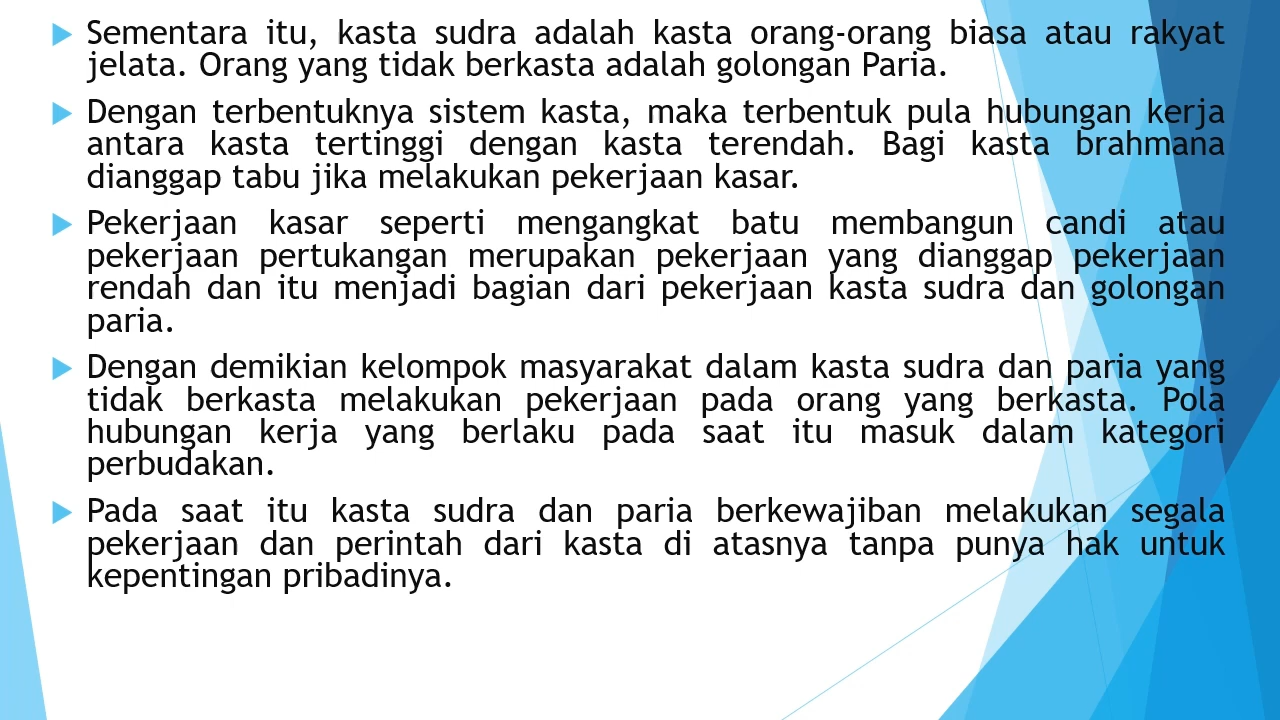 Sementara itu, kasta sudra adalah kasta orang-orang biasa atau rakyat
jelata. Orang yang tidak berkasta adalah golongan Paria.
Dengan terbentuknya sistem kasta, maka terbentuk pula hubungan kerja
antara kasta tertinggi dengan kasta terendah. Bagi kasta brahmana
dianggap tabu jika melakukan pekerjaan kasar.
Pekerjaan kasar seperti mengangkat batu membangun candi atau
pekerjaan pertukangan merupakan pekerjaan yang dianggap pekerjaan
rendah dan itu menjadi bagian dari pekerjaan kasta sudra dan golongan
paria.
Dengan demikian kelompok masyarakat dalam kasta sudra dan paria yang
tidak berkasta melakukan pekerjaan pada orang yang berkasta. Pola
hubungan kerja yang berlaku pada saat itu masuk dalam kategori
perbudakan.
Pada saat itu kasta sudra dan paria berkewajiban melakukan segala
pekerjaan dan perintah dari kasta di atasnya tanpa punya hak untuk
kepentingan pribadinya.